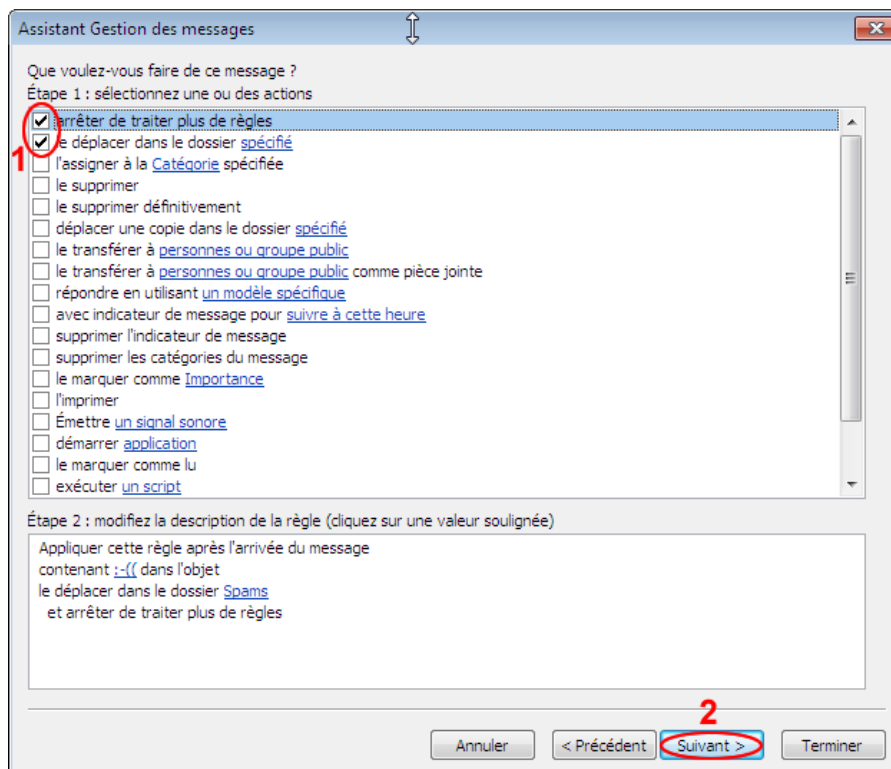 Assistant Gestion des messages
Que voulez-vous faire de ce message ?
Étape 1 : sélectionnez une ou des actions
arrêter de traiter plus de règles
le déplacer dans le dossier spécifié
1
l'assigner à la Catégorie spécifiée
le supprimer
le supprimer définitivement
déplacer une copie dans le dossier spécifié
le transférer à personnes ou groupe public
le transférer à personnes ou groupe public comme pièce jointe
répondre en utilisant un modèle spécifique
avec indicateur de message pour suivre à cette heure
supprimer l'indicateur de message
supprimer les catégories du message
le marquer comme Importance
l'imprimer
Émettre un signal sonore
démarrer application
le marquer comme lu
exécuter un script
Étape 2 : modifiez la description de la règle (cliquez sur une valeur soulignée)
Appliquer cette règle après l'arrivée du message
contenant :-(( dans l'objet
le déplacer dans le dossier Spams
et arrêter de traiter plus de règles
2
Annuler < Précédent Suivant > Terminer